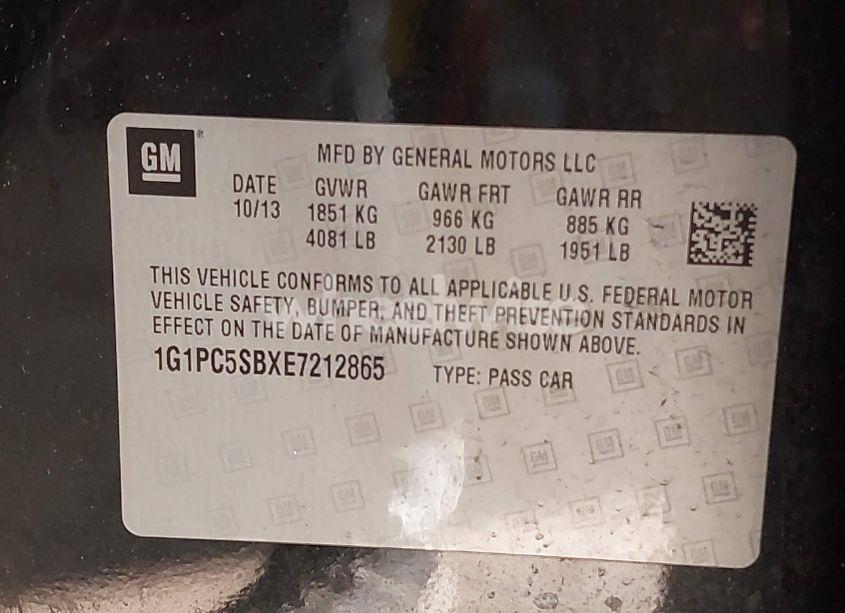 GM
MFD BY GENERAL MOTORS LLC
DATE GVWR GAWR FRT GAWR RR
10/13 1851 KG 966 KG 885 KG
4081 LB 2130 LB 1951 LB
THIS VEHICLE CONFORMS TO ALL APPLICABLE U.S. FEDERAL MOTOR
VEHICLE SAFETY, BUMPER, AND THEFT PREVENTION STANDARDS IN
EFFECT ON THE DATE OF MANUFACTURE SHOWN ABOVE.
1G1PC5SBXE7212865 TYPE: PASS CAR